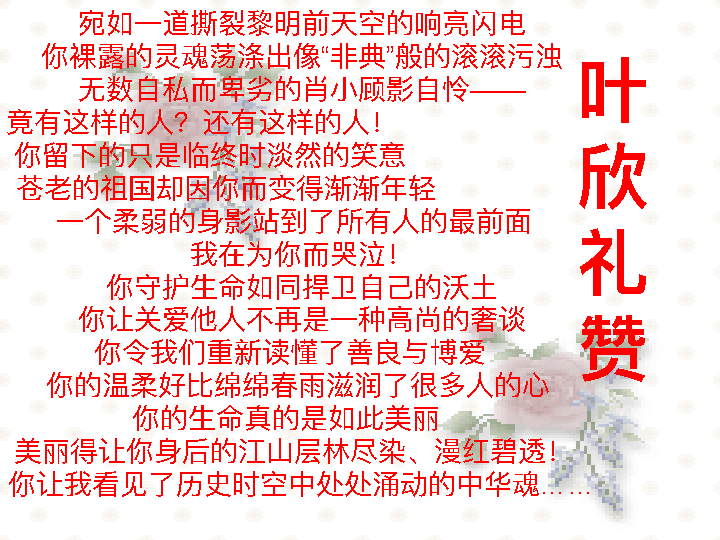 宛如一道撕裂黎明前天空的响亮闪电
你裸露的灵魂荡涤出像“非典”般的滚滚污浊
无数自私而卑劣的肖小顾影自怜——
竟有这样的人？还有这样的人！
你留下的只是临终时淡然的笑意
苍老的祖国却因你而变得渐渐年轻
一个柔弱的身影站到了所有人的最前面
我在为你而哭泣！
你守护生命如同捍卫自己的沃土
你让关爱他人不再是一种高尚的奢谈
你令我们重新读懂了善良与博爱
你的温柔好比绵绵春雨滋润了很多人的心
你的生命真的是如此美丽
美丽得让你身后的江山层林尽染、漫红碧透！
你让我看见了历史时空中处处涌动的中华魂……
叶欣礼赞